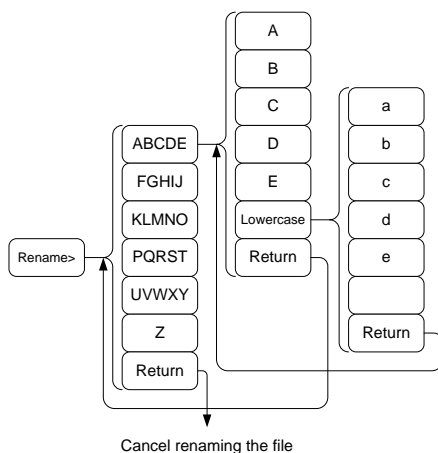 Rename>
ABCDE
FGHIJ
KLMNO
PQRST
UVWXY
Z
Return
A
B
C
D
E
Lowercase
Return
a
b
c
d
e
Return
Cancel renaming the file